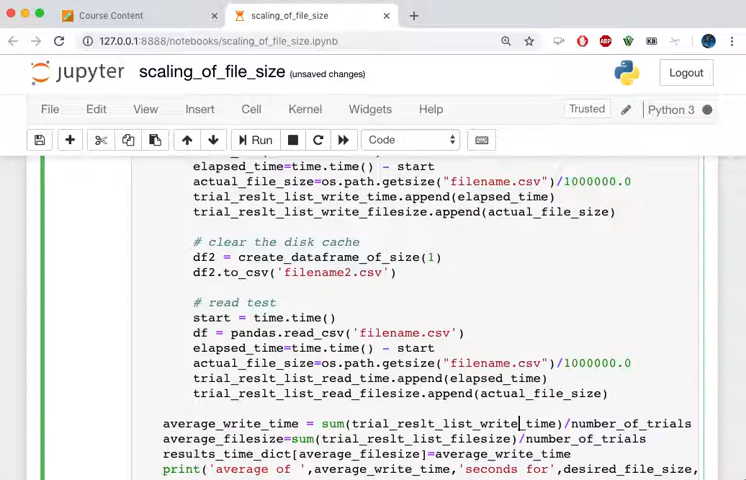 Course Content
scaling_of_file_size
127.0.0.1:8888/notebooks/scaling_of_file_size.ipynb
jupyter scaling_of_file_size (unsaved changes) Logout
File Edit View Insert Cell Kernel Widgets Help Trusted Python 3
Run Code
elapsed_time=time.time() - start
actual_file_size=os.path.getsize("filename.csv")/1000000.0
trial_reslt_list_write_time.append(elapsed_time)
trial_reslt_list_write_filesize.append(actual_file_size)
# clear the disk cache
df2 = create_dataframe_of_size(1)
df2.to_csv('filename2.csv')
# read test
start = time.time()
df = pandas.read_csv('filename.csv')
elapsed_time=time.time() - start
actual_file_size=os.path.getsize("filename.csv")/1000000.0
trial_reslt_list_read_time.append(elapsed_time)
trial_reslt_list_read_filesize.append(actual_file_size)
average_write_time = sum(trial_reslt_list_write_time)/number_of_trials
average_filesize=sum(trial_reslt_list_filesize)/number_of_trials
results_time_dict[average_filesize]=average_write_time
print('average of ',average_write_time,'seconds for',desired_file_size,